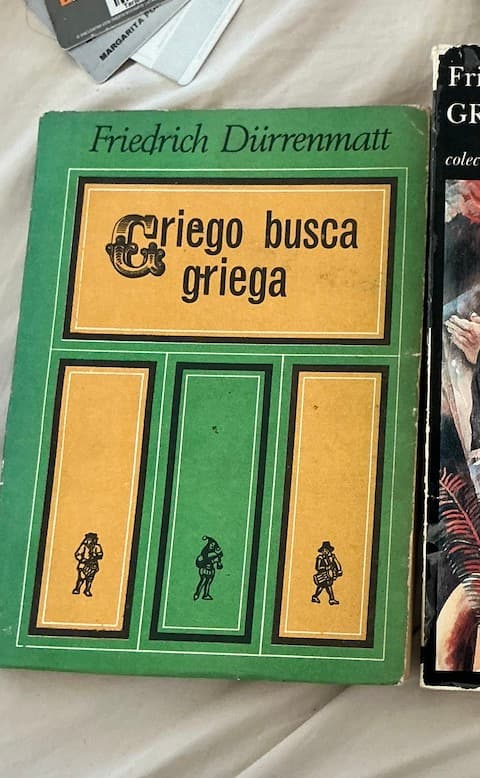 MARGARITA
Friedrich Dürrenmatt
Griego busca
griega
Fri
GR
colec